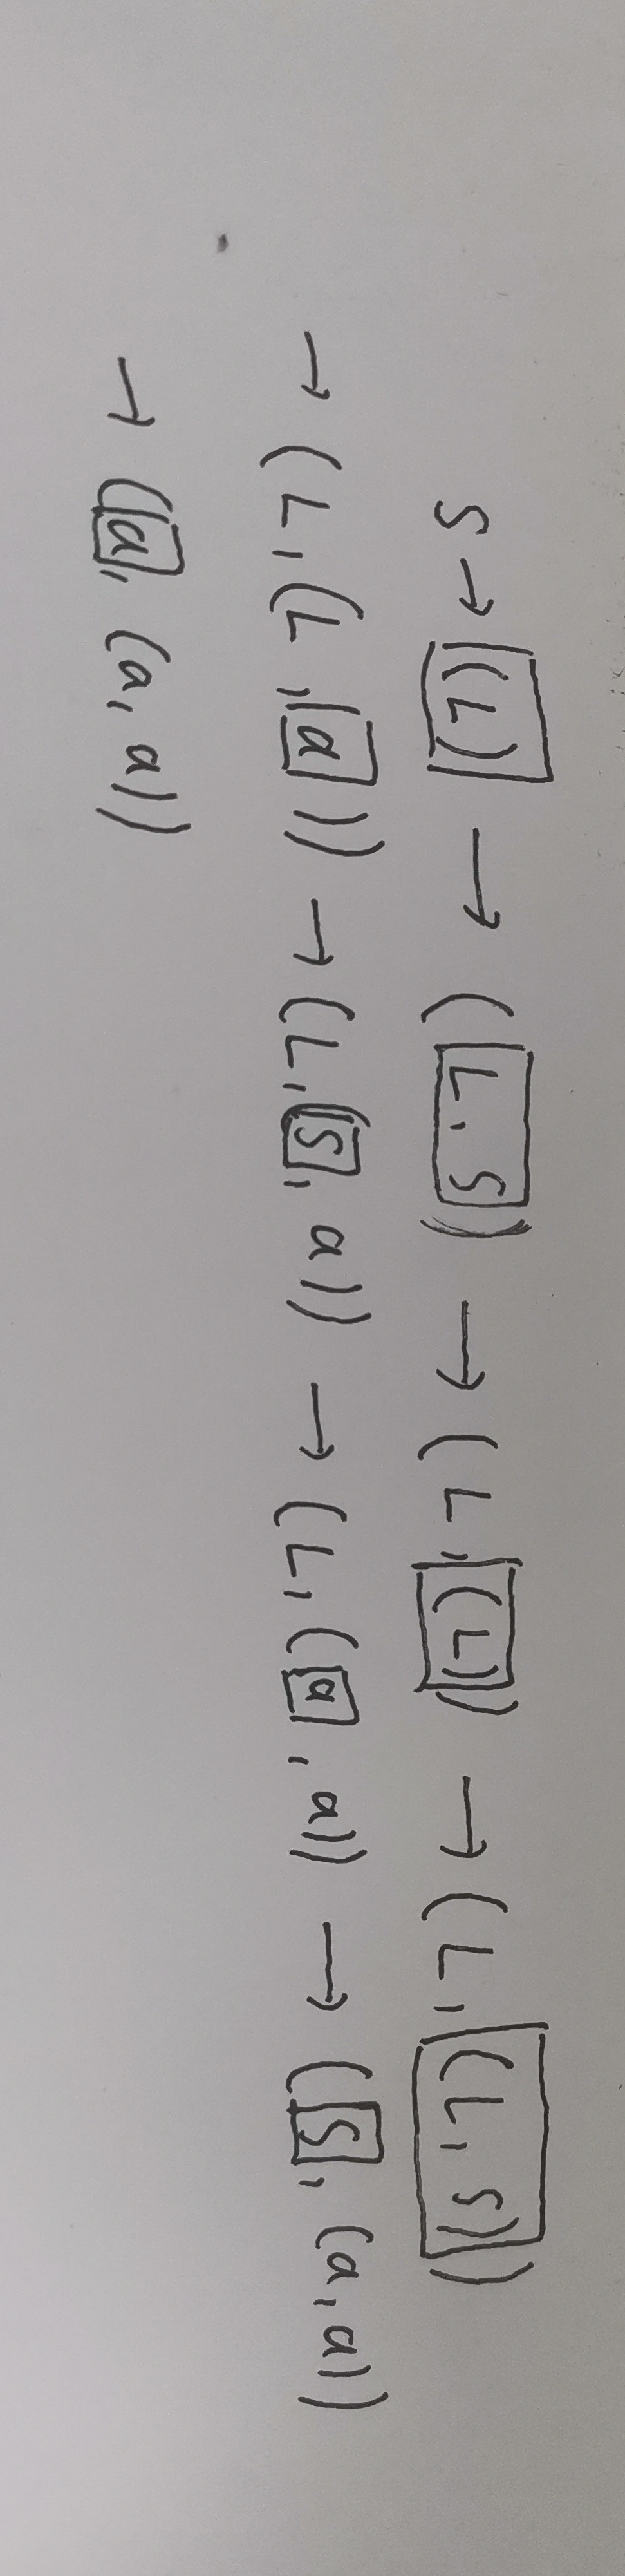 S → (L) → (L, S) → (L, (L)) → (L, (L, S))
→ (L, (L, a)) → (L, (S, a)) → (L, (a, a)) → (S, (a, a))
→ (a, (a, a))